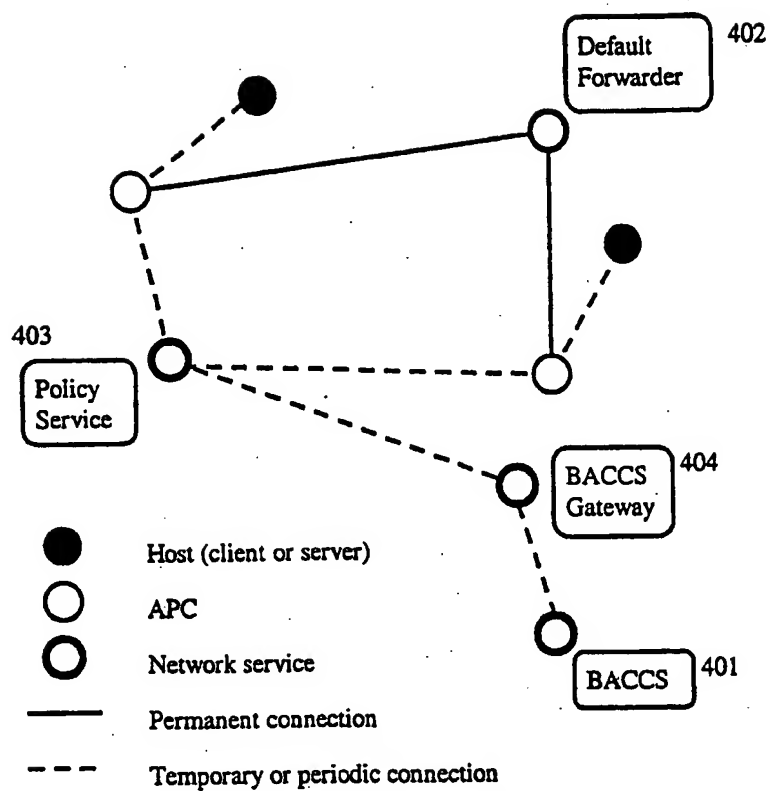 Default
Forwarder
402
403
Policy
Service
BACCS
Gateway
404
Host (client or server)
APC
Network service
BACCS
401
Permanent connection
Temporary or periodic connection